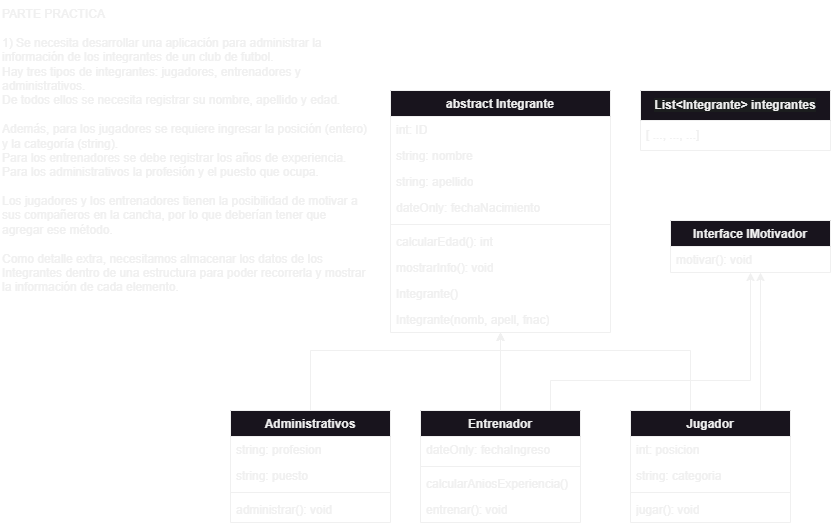 PARTE PRACTICA
1) Se necesita desarrollar una aplicación para administrar la
información de los integrantes de un club de futbol.
Hay tres tipos de integrantes: jugadores, entrenadores y
administrativos.
De todos ellos se necesita registrar su nombre, apellido y edad.
Además, para los jugadores se requiere ingresar la posición (entero)
y la categoría (string).
Para los entrenadores se debe registrar los años de experiencia.
Para los administrativos la profesión y el puesto que ocupa.
Los jugadores y los entrenadores tienen la posibilidad de motivar a
sus compañeros en la cancha, por lo que deberían tener que
agregar ese método.
Como detalle extra, necesitamos almacenar los datos de los
Integrantes dentro de una estructura para poder recorrerla y mostrar
la información de cada elemento.
abstract Integrante
int: ID
string: nombre
string: apellido
dateOnly: fechaNacimiento
calcularEdad(): int
mostrarInfo(): void
Integrante()
Integrante(nomb, apell, fnac)
List<Integrante> integrantes
[ ..., ..., ...]
Interface IMotivador
motivar(): void
Administrativos
string: profesion
string: puesto
administrar(): void
Entrenador
dateOnly: fechaIngreso
calcularAniosExperiencia()
entrenar(): void
Jugador
int: posicion
string: categoria
jugar(): void